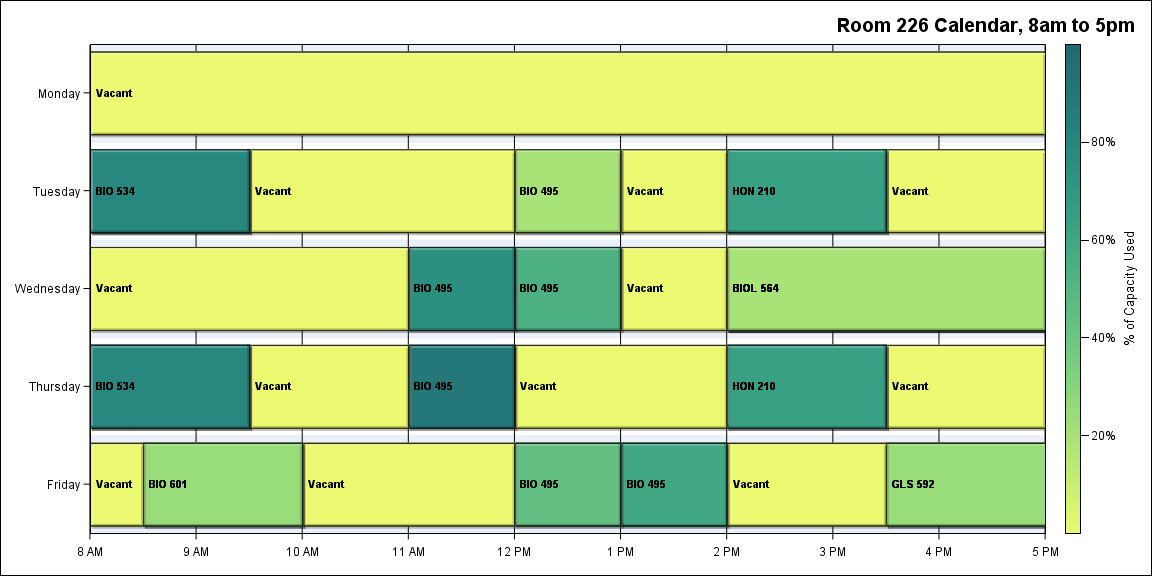 Room 226 Calendar, 8am to 5pm
Monday
Vacant
Tuesday
BIO 534
Vacant
BIO 495
Vacant
HON 210
Vacant
Wednesday
Vacant
BIO 495
BIO 495
Vacant
BIOL 564
Thursday
BIO 534
Vacant
BIO 495
Vacant
HON 210
Vacant
Friday
Vacant
BIO 601
Vacant
BIO 495
BIO 495
Vacant
GLS 592
8 AM
9 AM
10 AM
11 AM
12 PM
1 PM
2 PM
3 PM
4 PM
5 PM
80%
60%
40%
20%
% of Capacity Used